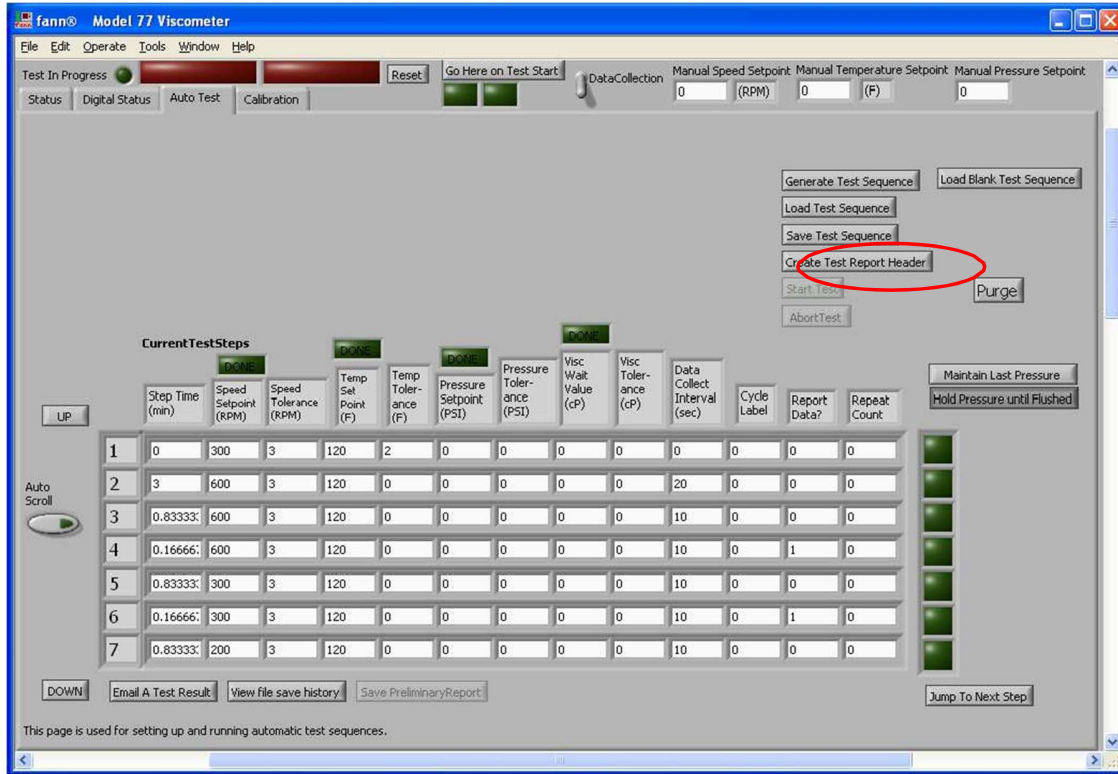 fann® Model 77 Viscometer
File Edit Operate Tools Window Help
Test In Progress Reset Go Here on Test Start DataCollection Manual Speed Setpoint Manual Temperature Setpoint Manual Pressure Setpoint
0 (RPM) 0 (F) 0
Status Digital Status Auto Test Calibration
Generate Test Sequence Load Blank Test Sequence
Load Test Sequence
Save Test Sequence
Create Test Report Header
Start Test Purge
AbortTest
CurrentTestSteps
DONE DONE DONE DONE
Step Time (min)
Speed Setpoint (RPM)
Speed Tolerance (RPM)
Temp Set Point (F)
Temp Toler- ance (F)
Pressure Setpoint (PSI)
Pressure Toler- ance (PSI)
Visc Wait Value (cP)
Visc Toler- ance (cP)
Data Collect Interval (sec)
Cycle Label
Report Data?
Repeat Count
Maintain Last Pressure
Hold Pressure until Flushed
UP
1 0 300 3 120 2 0 0 0 0 0 0 0 0
2 3 600 3 120 0 0 0 0 0 20 0 0 0
Auto Scroll
3 0.83333 600 3 120 0 0 0 0 0 10 0 0 0
4 0.16666 600 3 120 0 0 0 0 0 10 0 1 0
5 0.83333 300 3 120 0 0 0 0 0 10 0 0 0
6 0.16666 300 3 120 0 0 0 0 0 10 0 1 0
7 0.83333 200 3 120 0 0 0 0 0 10 0 0 0
DOWN Email A Test Result View file save history Save PreliminaryReport Jump To Next Step
This page is used for setting up and running automatic test sequences.